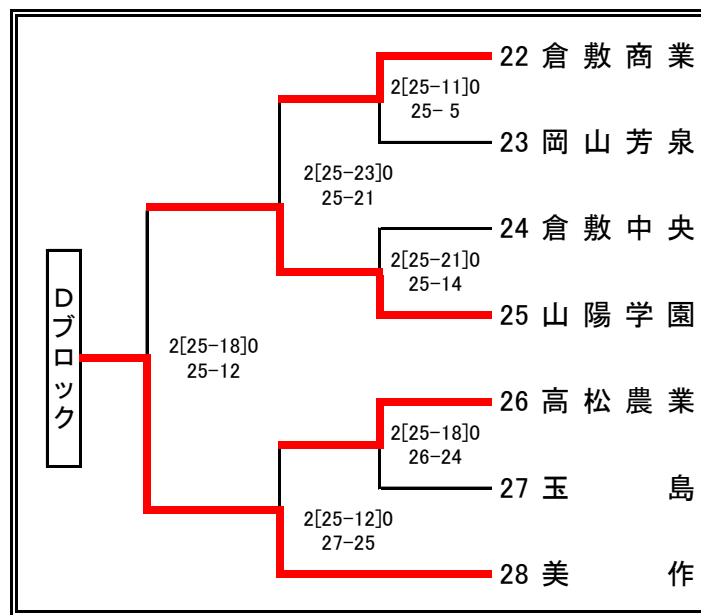 22 倉敷商業
2[25-11]0
25- 5
23 岡山芳泉
2[25-23]0
25-21
24 倉敷中央
2[25-21]0
25-14
25 山陽学園
Dブロック
2[25-18]0
25-12
26 高松農業
2[25-18]0
26-24
27 玉島
2[25-12]0
27-25
28 美作